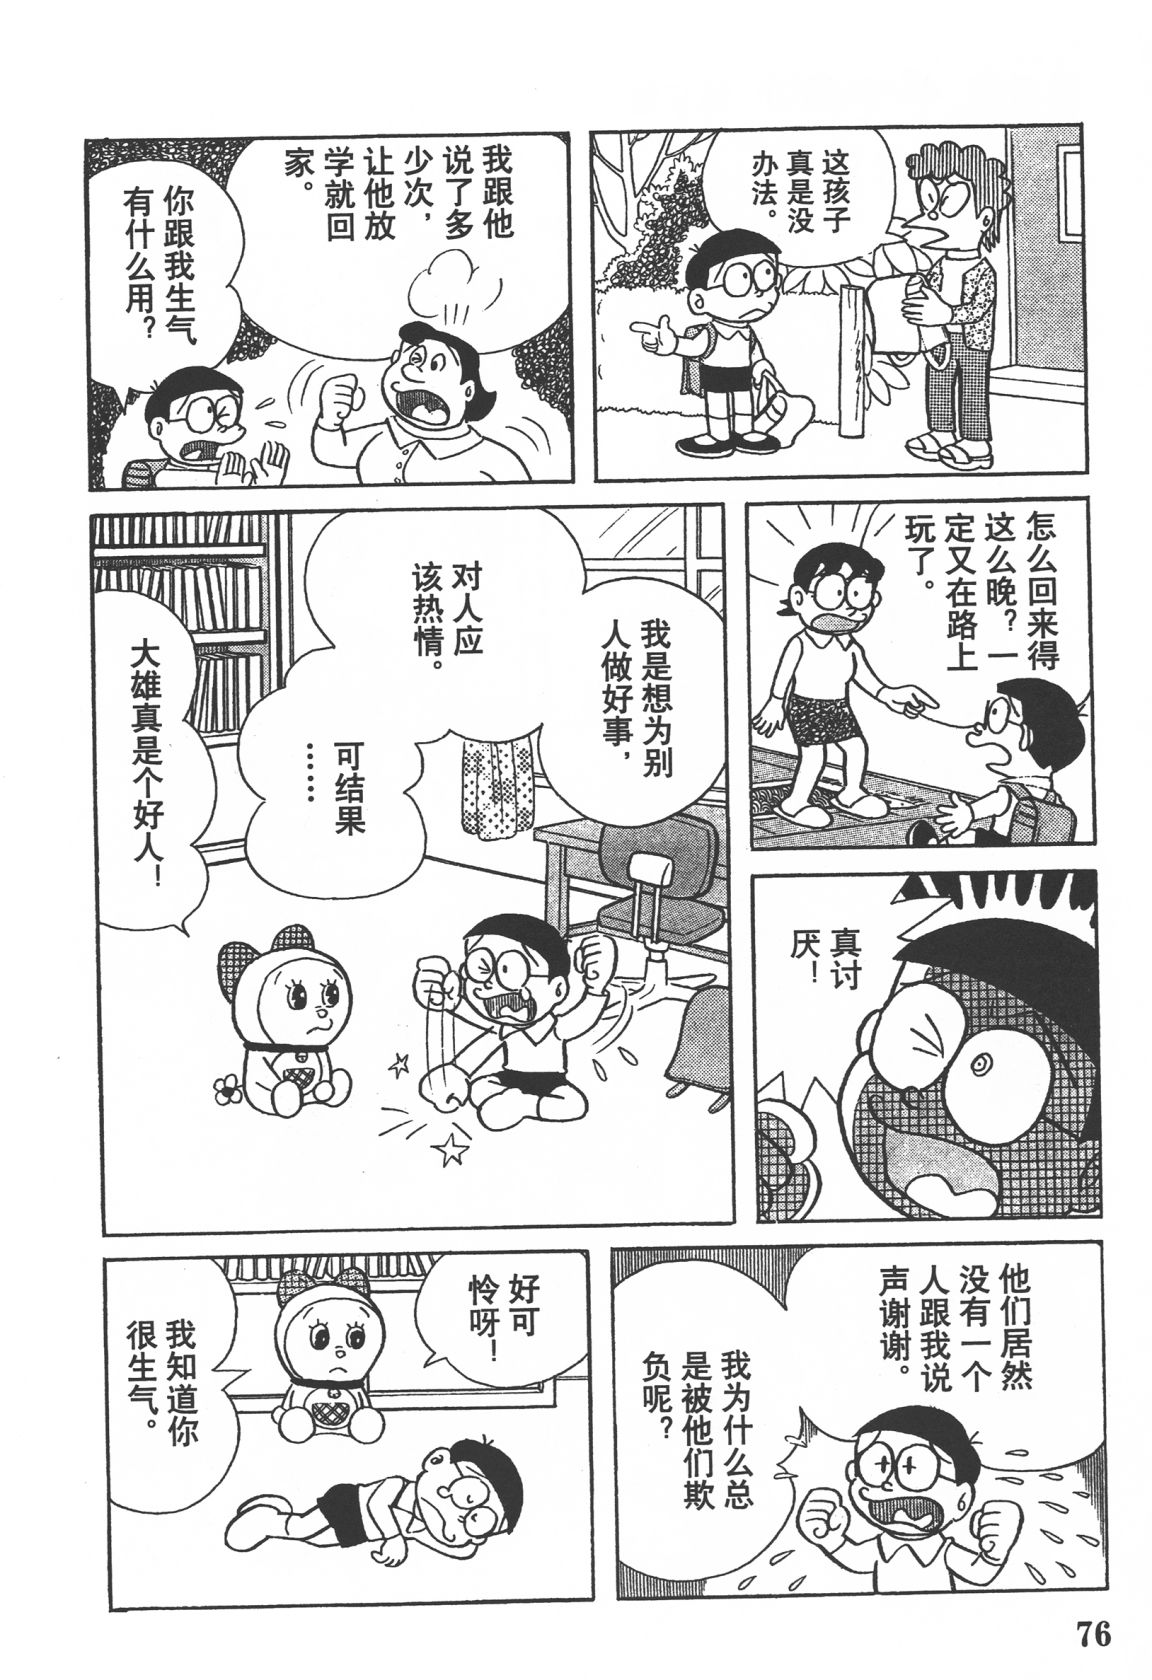 这孩子
真是没
办法。
我跟他
说了多
少次，
让他放
学就回
家。
你跟我生气
有什么用？
怎么回来得
这么晚？一
定又在路上
玩了。
真讨
厌！
我是想为别
人做好事，
对人应
该热情。
可结果
……
大雄真是个好人！
他们居然
没有一个
人跟我说
声谢谢。
我为什么总
是被他们欺
负呢？
好可
怜呀！
我知道你
很生气。
76